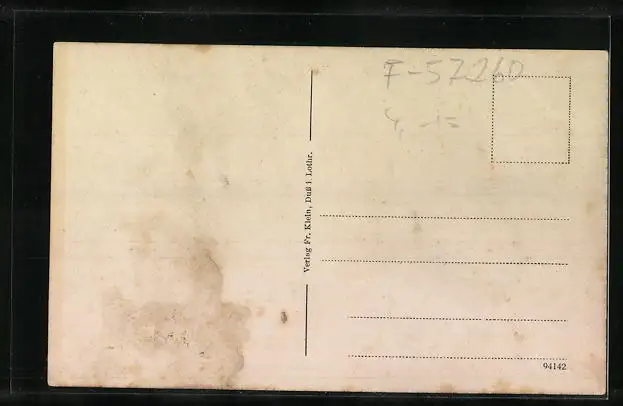 F-57260
Verlag Fr. Klein, Duß i. Lothr.
94142